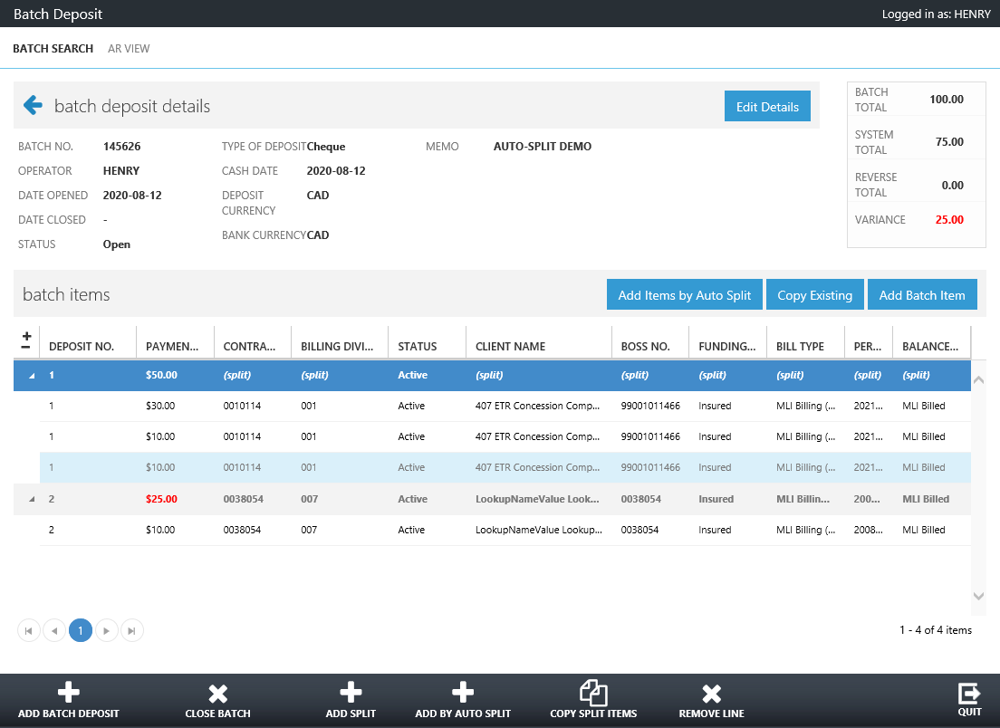 Batch Deposit Logged in as: HENRY
BATCH SEARCH AR VIEW
batch deposit details Edit Details
BATCH NO. 145626 TYPE OF DEPOSIT Cheque MEMO AUTO-SPLIT DEMO
OPERATOR HENRY CASH DATE 2020-08-12
DATE OPENED 2020-08-12 DEPOSIT CURRENCY CAD
DATE CLOSED -
BANK CURRENCY CAD
STATUS Open
BATCH TOTAL 100.00
SYSTEM TOTAL 75.00
REVERSE TOTAL 0.00
VARIANCE 25.00
batch items Add Items by Auto Split Copy Existing Add Batch Item
DEPOSIT NO. PAYMEN... CONTRA... BILLING DIVI... STATUS CLIENT NAME BOSS NO. FUNDING... BILL TYPE PER... BALANCE...
1 $50.00 (split) (split) Active (split) (split) (split) (split) (split) (split)
1 $30.00 0010114 001 Active 407 ETR Concession Comp... 99001011466 Insured MLI Billing (... 2021... MLI Billed
1 $10.00 0010114 001 Active 407 ETR Concession Comp... 99001011466 Insured MLI Billing (... 2021... MLI Billed
1 $10.00 0010114 001 Active 407 ETR Concession Comp... 99001011466 Insured MLI Billing (... 2021... MLI Billed
2 $25.00 0038054 007 Active LookupNameValue Look... 0038054 Insured MLI Billin... 200... MLI Billed
2 $10.00 0038054 007 Active LookupNameValue Lookup... 0038054 Insured MLI Billing (... 2008... MLI Billed
1 1 - 4 of 4 items
ADD BATCH DEPOSIT CLOSE BATCH ADD SPLIT ADD BY AUTO SPLIT COPY SPLIT ITEMS REMOVE LINE QUIT